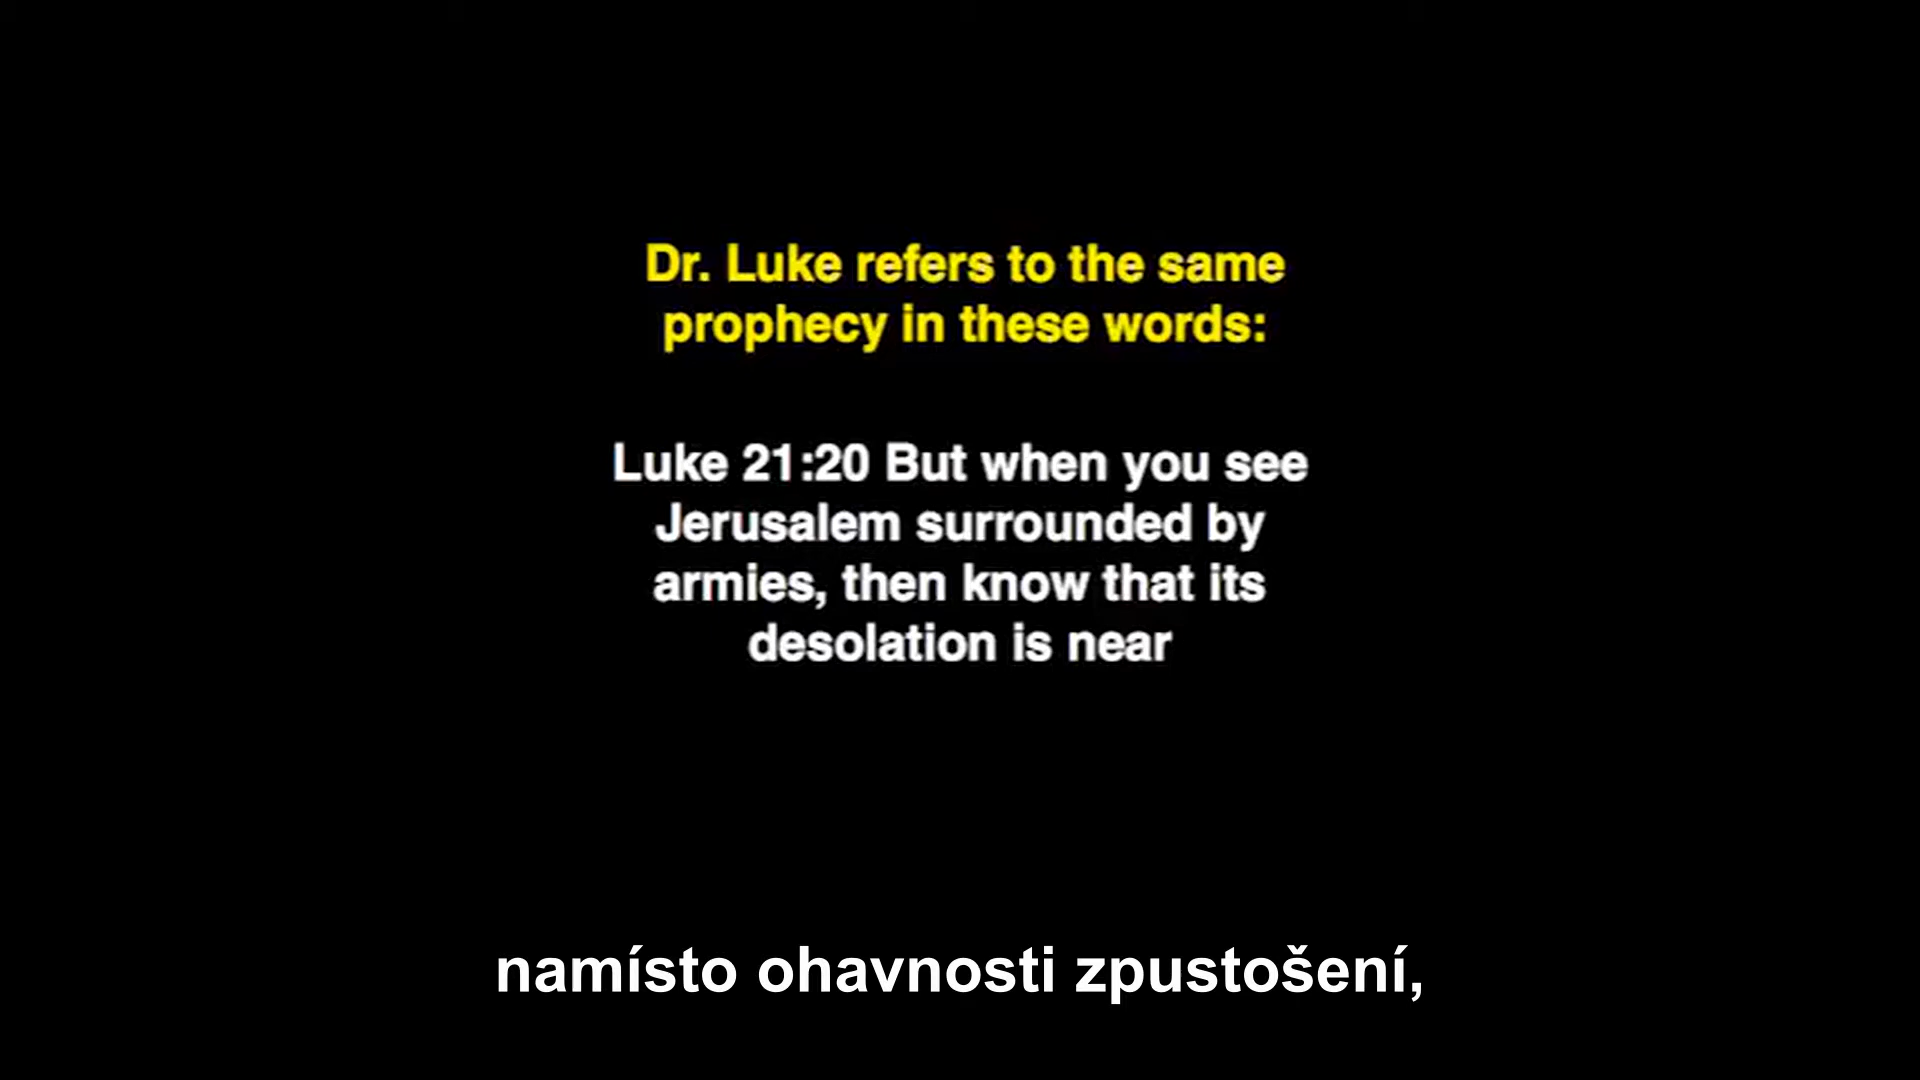 Dr. Luke refers to the same
prophecy in these words:
Luke 21:20 But when you see
Jerusalem surrounded by
armies, then know that its
desolation is near
namísto ohavnosti zpustošení,